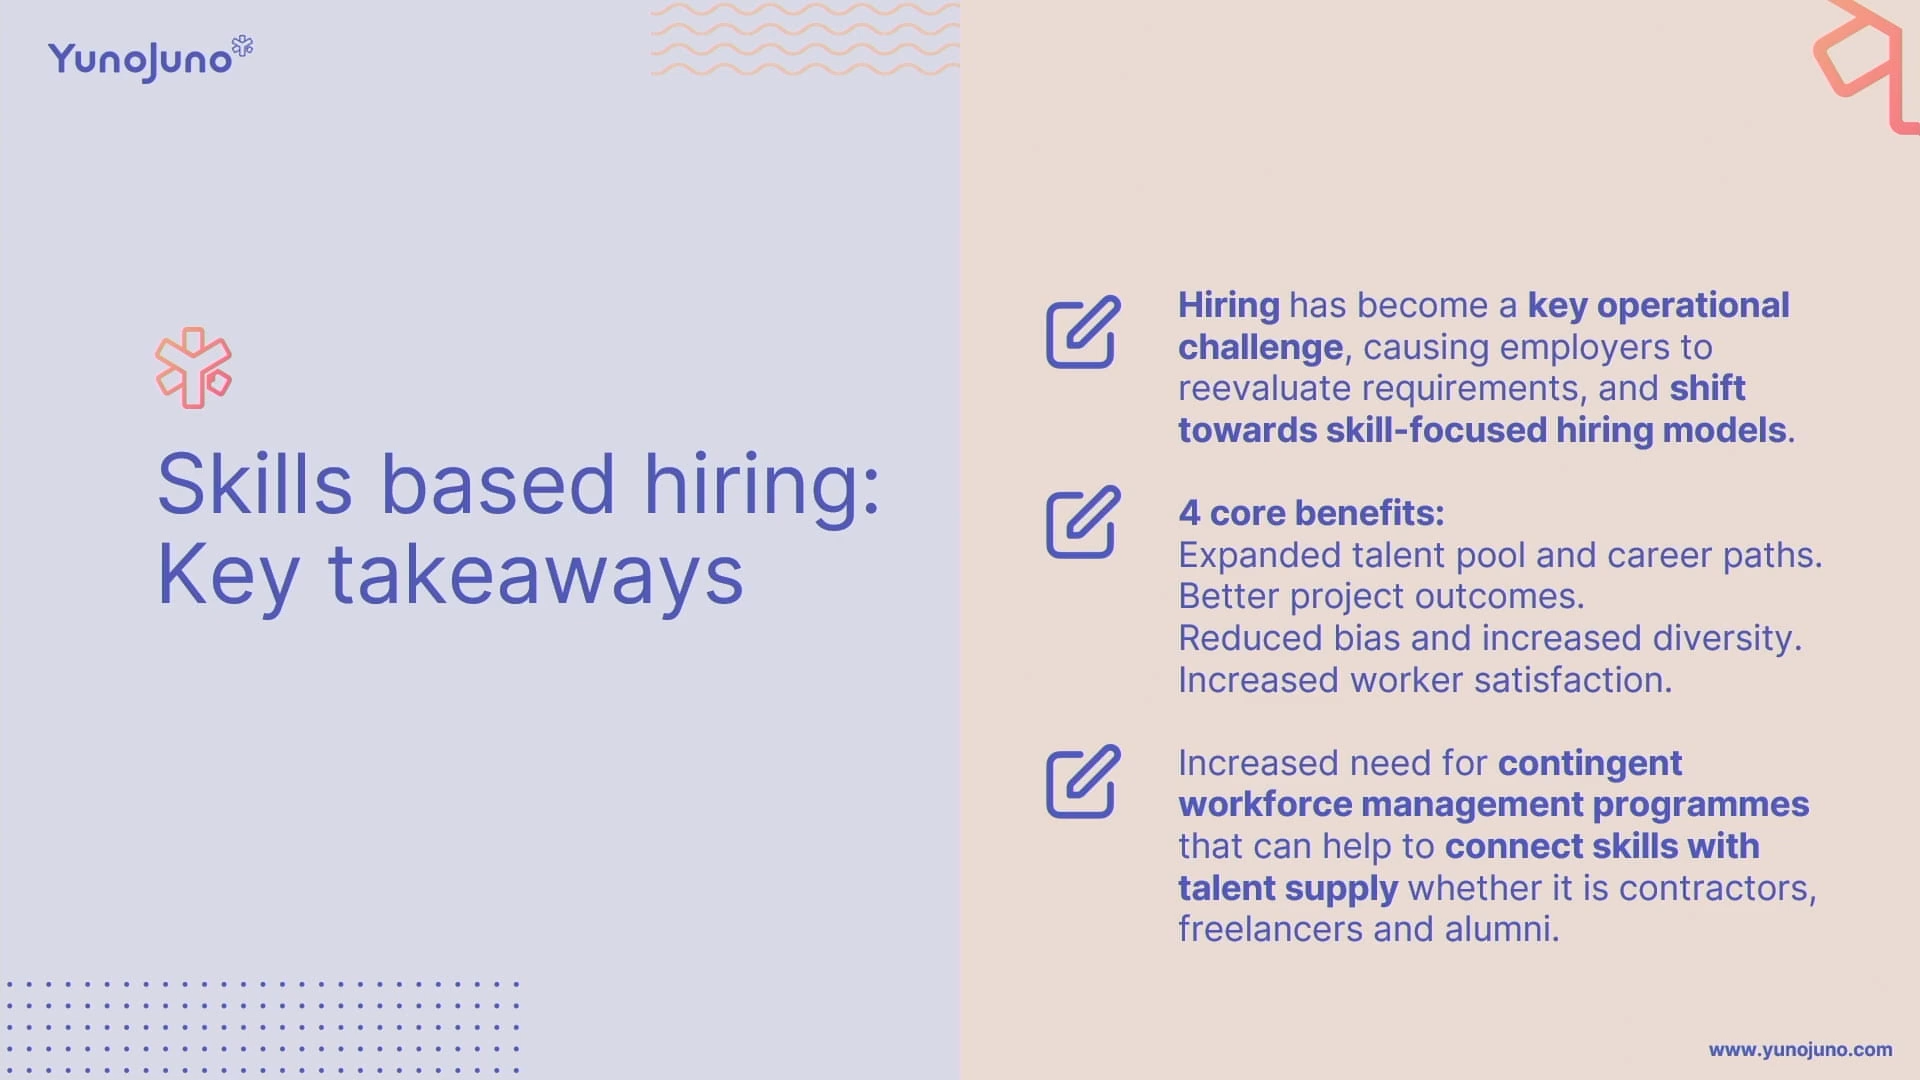 YunoJuno
Skills based hiring:
Key takeaways
Hiring has become a key operational
challenge, causing employers to
reevaluate requirements, and shift
towards skill-focused hiring models.
4 core benefits:
Expanded talent pool and career paths.
Better project outcomes.
Reduced bias and increased diversity.
Increased worker satisfaction.
Increased need for contingent
workforce management programmes
that can help to connect skills with
talent supply whether it is contractors,
freelancers and alumni.
www.yunojuno.com